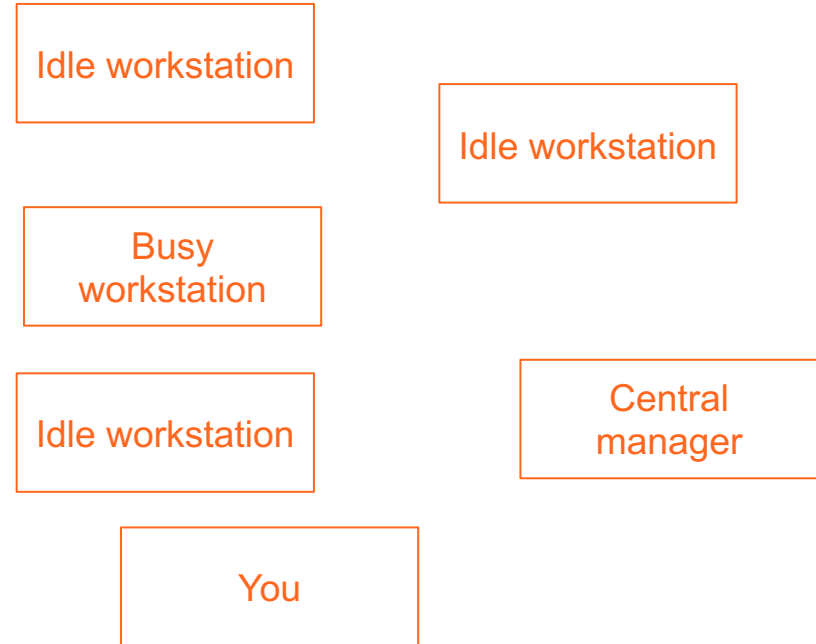 Idle workstation
Idle workstation
Busy
workstation
Idle workstation
Central
manager
You